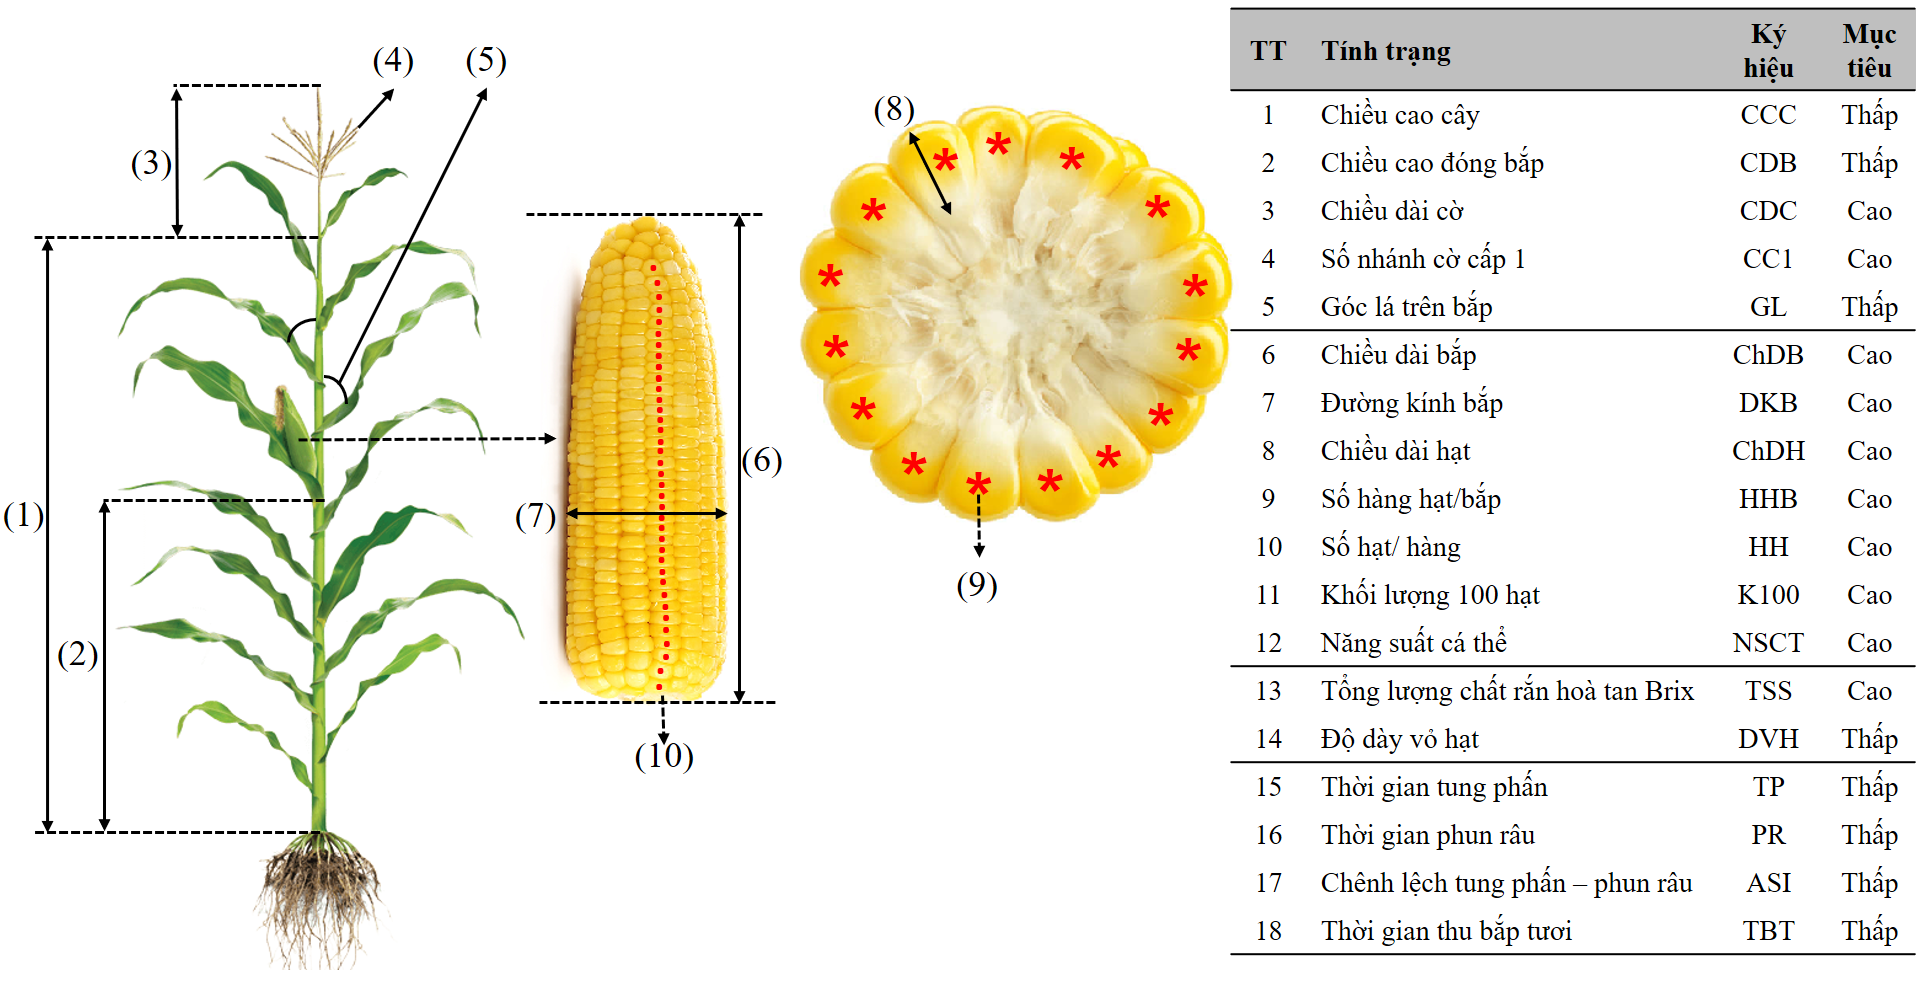 (4)
(5)
(3)
(1)
(2)
(7)
(6)
(10)
(8)
(9)
TT Tính trạng Ký hiệu Mục tiêu
1 Chiều cao cây CCC Thấp
2 Chiều cao đóng bắp CDB Thấp
3 Chiều dài cờ CDC Cao
4 Số nhánh cờ cấp 1 CC1 Cao
5 Góc lá trên bắp GL Thấp
6 Chiều dài bắp ChDB Cao
7 Đường kính bắp DKB Cao
8 Chiều dài hạt ChDH Cao
9 Số hàng hạt/bắp HHB Cao
10 Số hạt/ hàng HH Cao
11 Khối lượng 100 hạt K100 Cao
12 Năng suất cá thể NSCT Cao
13 Tổng lượng chất rắn hoà tan Brix TSS Cao
14 Độ dày vỏ hạt DVH Thấp
15 Thời gian tung phấn TP Thấp
16 Thời gian phun râu PR Thấp
17 Chênh lệch tung phấn – phun râu ASI Thấp
18 Thời gian thu bắp tươi TBT Thấp